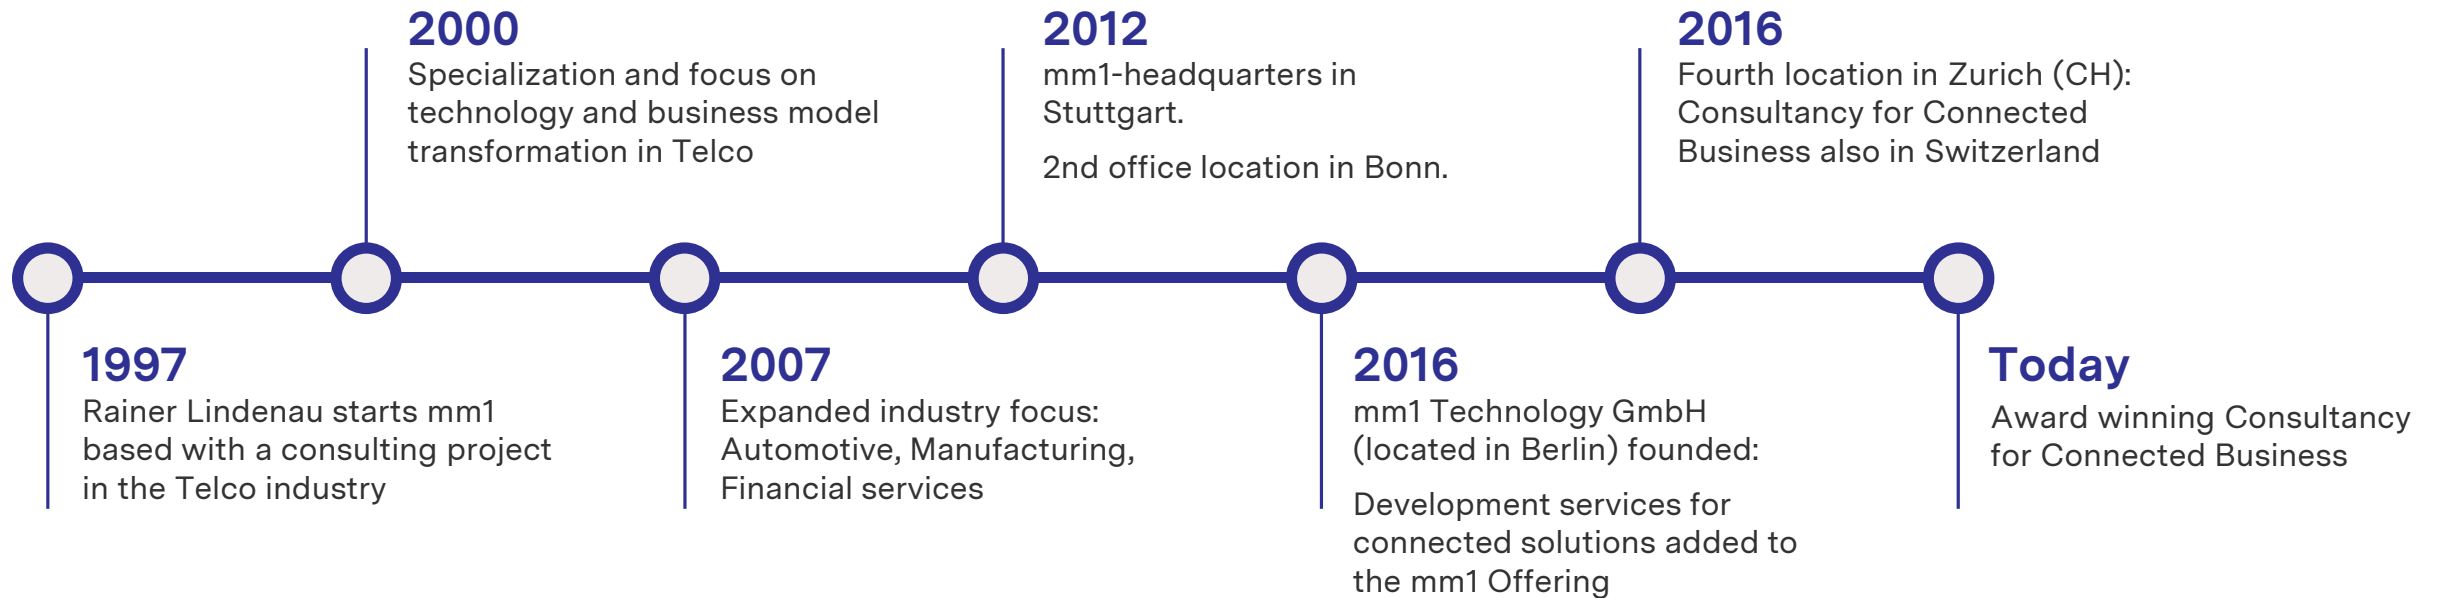 2000
Specialization and focus on
technology and business model
transformation in Telco
2012
mm1-headquarters in
Stuttgart.
2nd office location in Bonn.
2016
Fourth location in Zurich (CH):
Consultancy for Connected
Business also in Switzerland
1997
Rainer Lindenau starts mm1
based with a consulting project
in the Telco industry
2007
Expanded industry focus:
Automotive, Manufacturing,
Financial services
2016
mm1 Technology GmbH
(located in Berlin) founded:
Development services for
connected solutions added to
the mm1 Offering
Today
Award winning Consultancy
for Connected Business